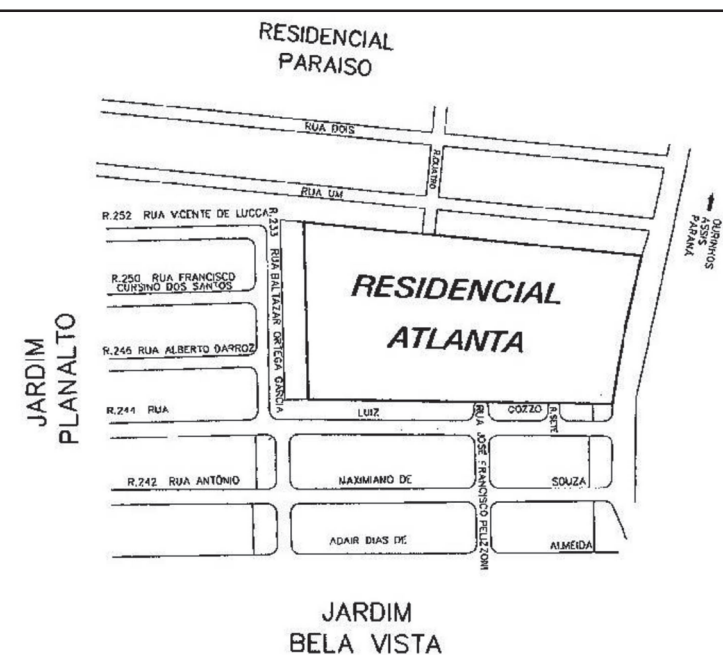 RESIDENCIAL
PARAISO
RUA DOIS
R.QUATRO
RUA UM
OURINHOS
ASSIS
PARANÁ
R.252 RUA VICENTE DE LUCCA
R.233 RUA BALTAZAR ORTEGA GARCIA
R.250 RUA FRANCISCO
CURSINO DOS SANTOS
RESIDENCIAL
ATLANTA
JARDIM
PLANALTO
R.246 RUA ALBERTO DARROZ
R.244 RUA LUIZ COZZO
R.SETE
RUA JOSÉ FRANCISCO PELIZZONI
R.242 RUA ANTÔNIO MAXIMIANO DE SOUZA
ADAIR DIAS DE ALMEIDA
JARDIM
BELA VISTA